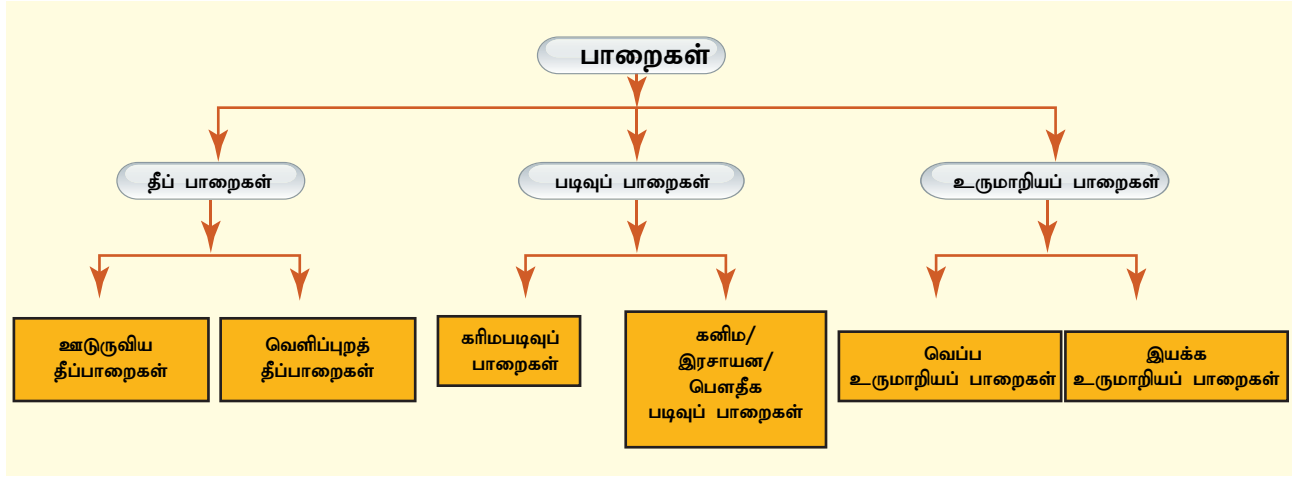 பாறைகள்
தீப் பாறைகள்
படிவுப் பாறைகள்
உருமாறியப் பாறைகள்
ஊடுருவிய
தீப்பாறைகள்
வெளிப்புறத்
தீப்பாறைகள்
கரிமபடிவுப்
பாறைகள்
கனிம/
இரசாயன/
பௌதீக
படிவுப் பாறைகள்
வெப்ப
உருமாறியப் பாறைகள்
இயக்க
உருமாறியப் பாறைகள்